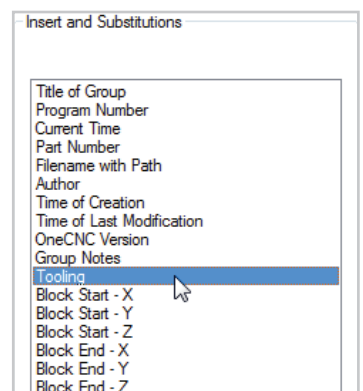 Insert and Substitutions
Title of Group
Program Number
Current Time
Part Number
Filename with Path
Author
Time of Creation
Time of Last Modification
OneCNC Version
Group Notes
Tooling
Block Start - X
Block Start - Y
Block Start - Z
Block End - X
Block End - Y
Block End - Z